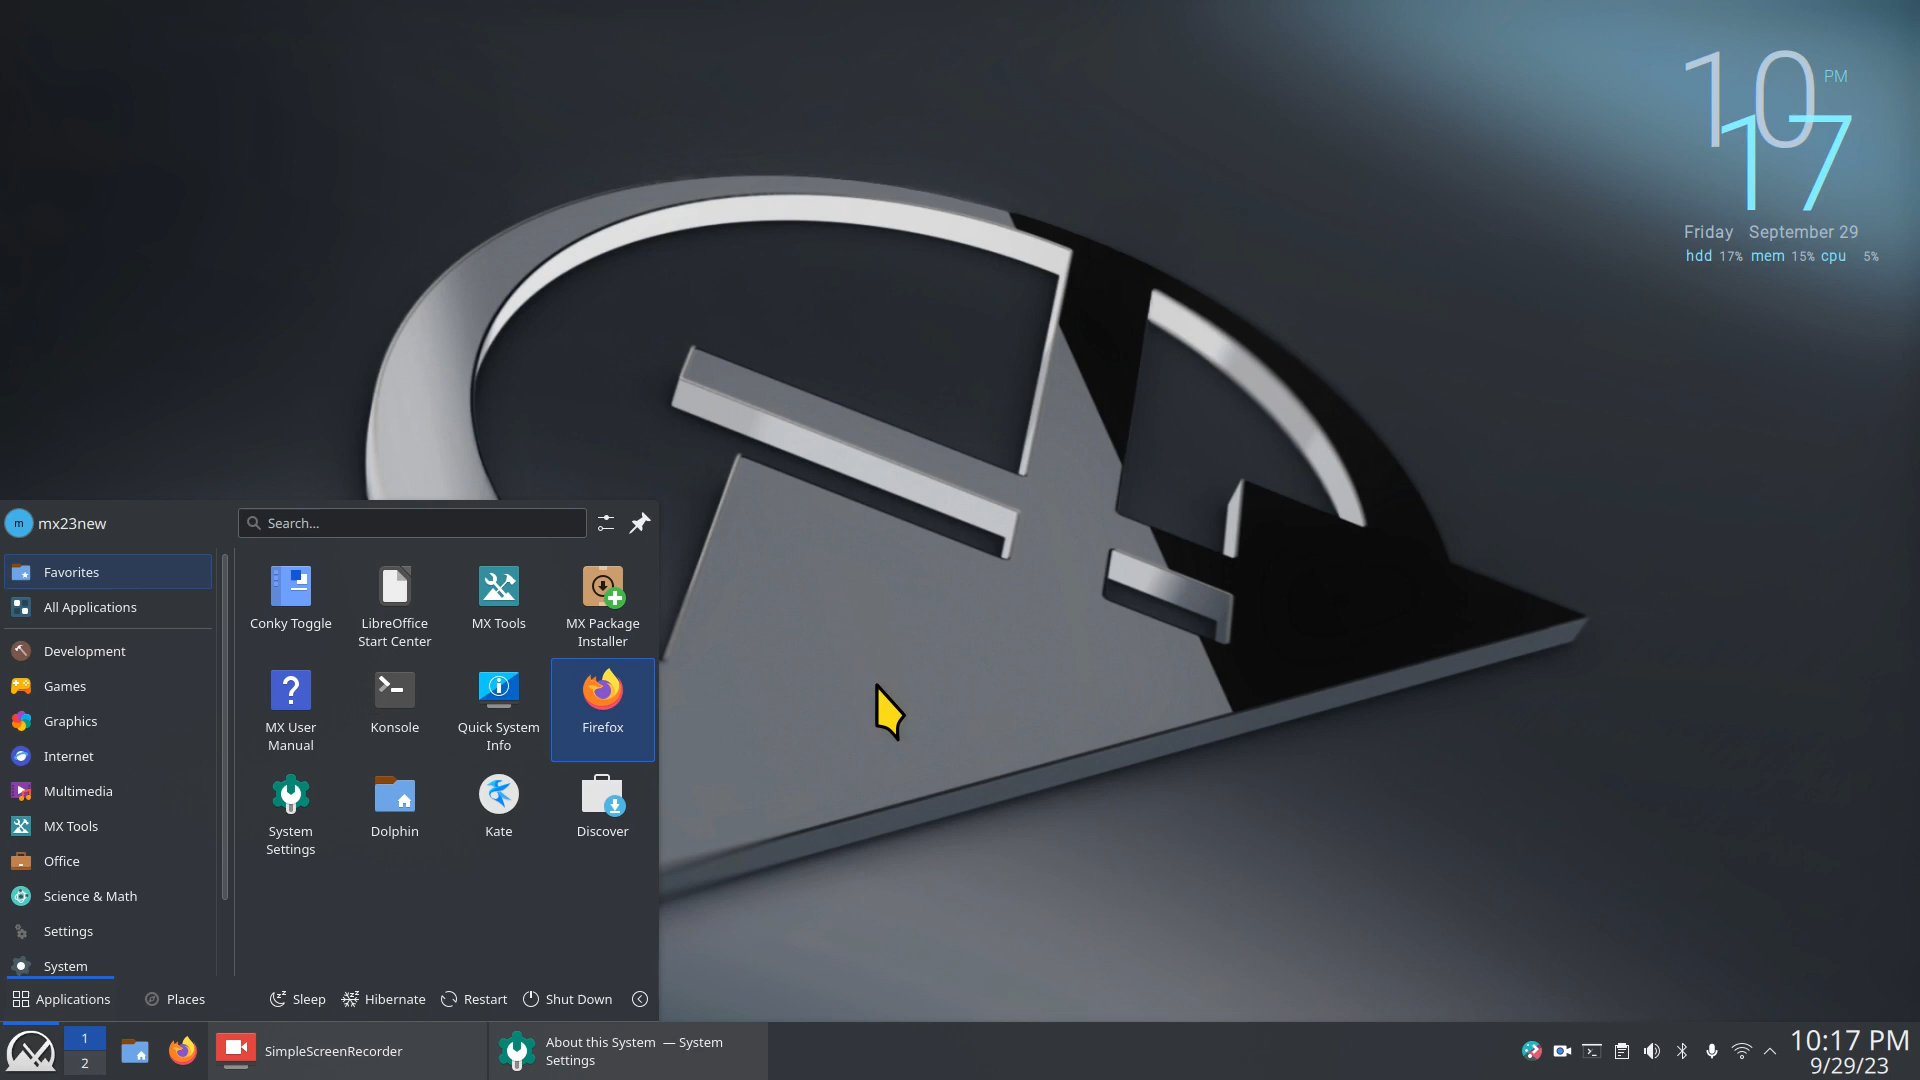 10 PM
17
Friday September 29
hdd 17% mem 15% cpu 5%
m mx23new
Search...
Favorites
All Applications
Development
Games
Graphics
Internet
Multimedia
MX Tools
Office
Science & Math
Settings
System
Conky Toggle
LibreOffice
Start Center
MX Tools
MX Package
Installer
MX User
Manual
Konsole
Quick System
Info
Firefox
System
Settings
Dolphin
Kate
Discover
Applications
Places
Sleep
Hibernate
Restart
Shut Down
1
2
SimpleScreenRecorder
About this System — System
Settings
10:17 PM
9/29/23